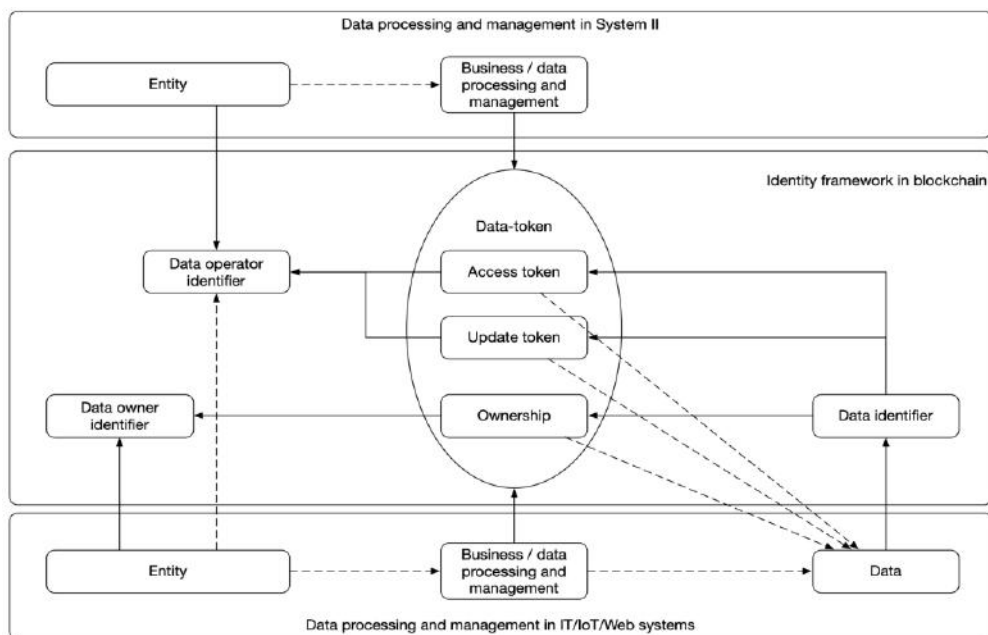 Data processing and management in System II
Entity
Business / data
processing and
management
Identity framework in blockchain
Data-token
Data operator
identifier
Access token
Update token
Data owner
identifier
Ownership
Data identifier
Entity
Business / data
processing and
management
Data
Data processing and management in IT/IoT/Web systems